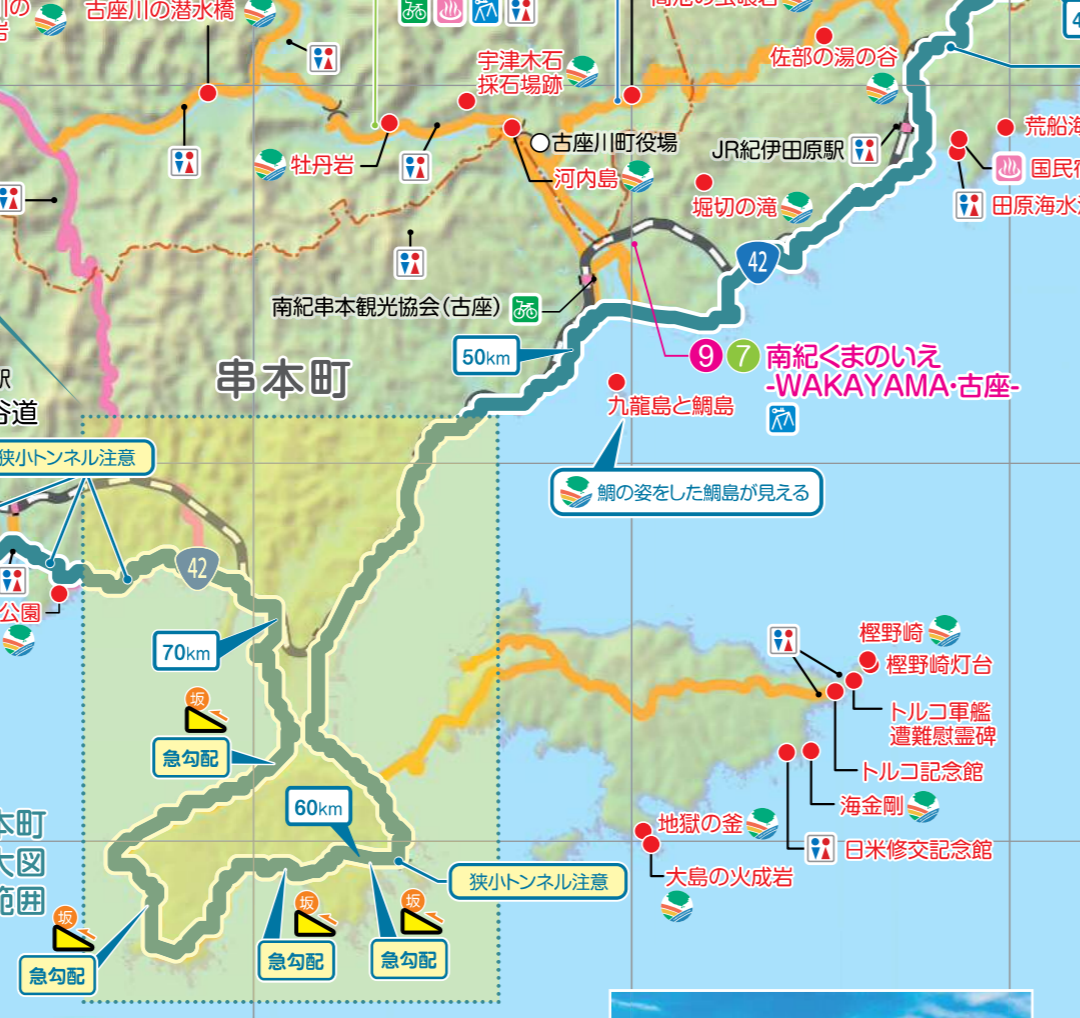 古座川の潜水橋
宇津木石
採石場跡
佐部の湯の谷
牡丹岩
古座川町役場
河内島
JR紀伊田原駅
荒船海
国民宿
田原海水浴
堀切の滝
42
南紀串本観光協会(古座)
50km
串本町
9 7 南紀くまのいえ
-WAKAYAMA・古座-
九龍島と鯛島
鯛の姿をした鯛島が見える
駅
谷道
狭小トンネル注意
42
公園
70km
坂
急勾配
60km
樫野崎
樫野崎灯台
トルコ軍艦
遭難慰霊碑
トルコ記念館
海金剛
日米修交記念館
地獄の釜
大島の火成岩
狭小トンネル注意
本町
大図
範囲
坂
急勾配
坂
急勾配
坂
急勾配